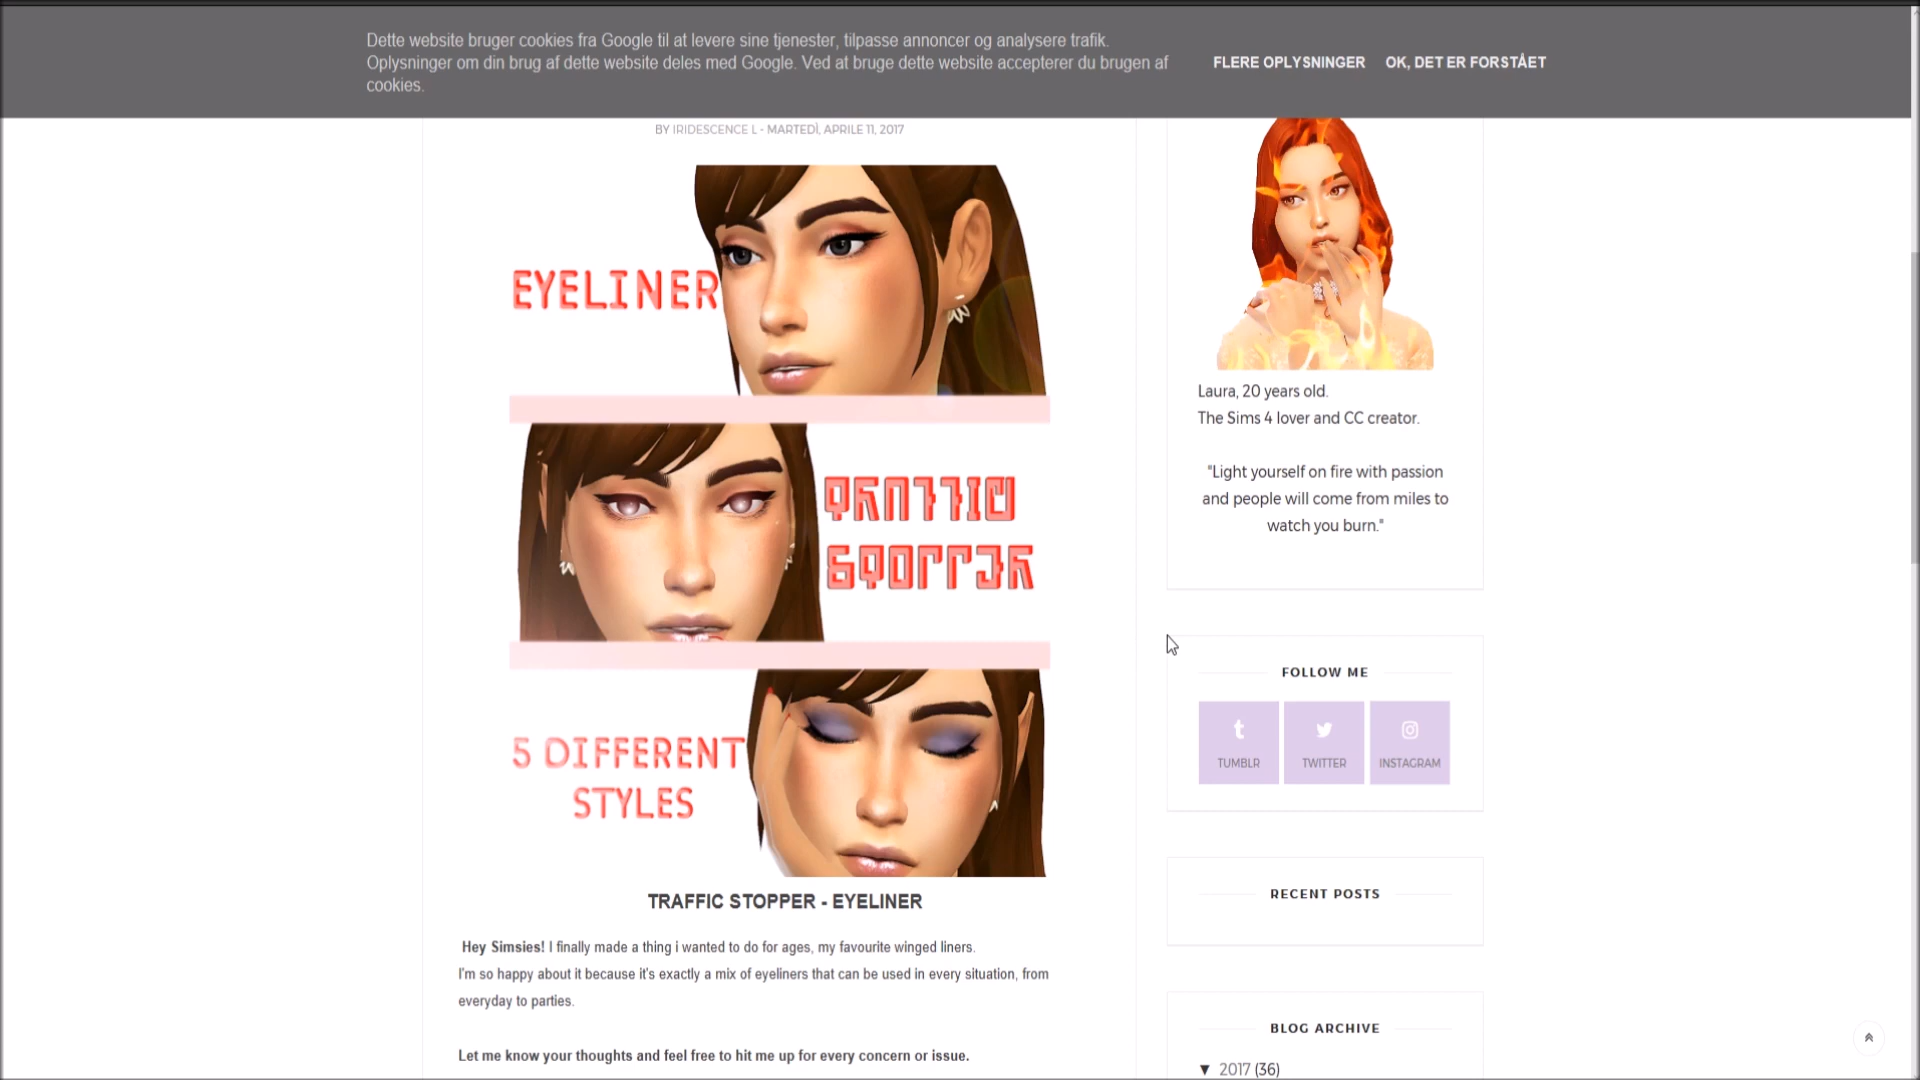 Dette website bruger cookies fra Google til at levere sine tjenester, tilpasse annoncer og analysere trafik.
Oplysninger om din brug af dette website deles med Google. Ved at bruge dette website accepterer du brugen af
cookies.
FLERE OPLYSNINGER OK, DET ER FORSTÅET
BY IRIDESCENCE L - MARTEDÌ, APRILE 11, 2017
EYELINER
5 DIFFERENT
STYLES
TRAFFIC STOPPER - EYELINER
Hey Simsies! I finally made a thing i wanted to do for ages, my favourite winged liners.
I'm so happy about it because it's exactly a mix of eyeliners that can be used in every situation, from
everyday to parties.
Let me know your thoughts and feel free to hit me up for every concern or issue.
Laura, 20 years old.
The Sims 4 lover and CC creator.
"Light yourself on fire with passion
and people will come from miles to
watch you burn."
FOLLOW ME
TUMBLR TWITTER INSTAGRAM
RECENT POSTS
BLOG ARCHIVE
▼ 2017 (36)